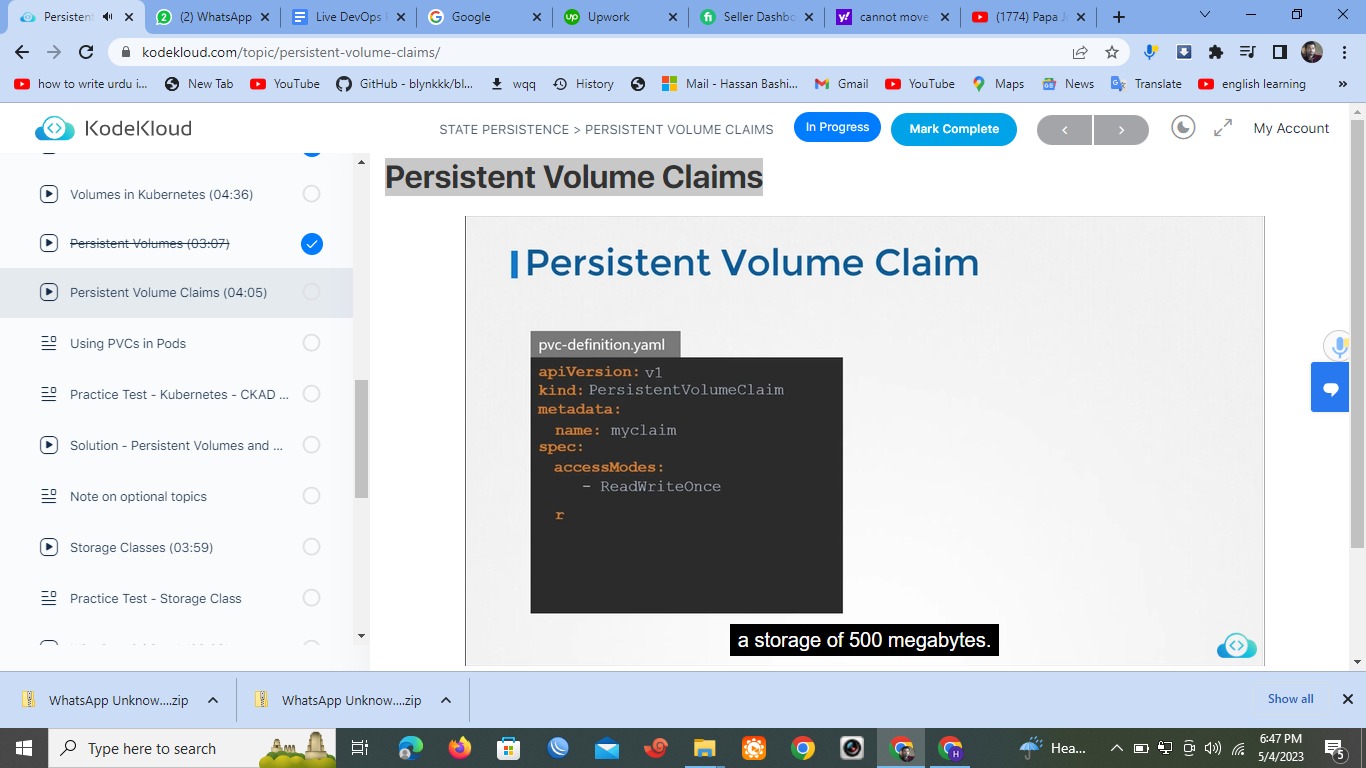 Persistent
(2) WhatsApp
Live DevOps
Google
Upwork
Seller Dashbo
cannot move
(1774) Papa J
kodekloud.com/topic/persistent-volume-claims/
how to write urdu i...
New Tab
YouTube
GitHub - blynkkk/bl...
wqq
History
Mail - Hassan Bashi...
Gmail
YouTube
Maps
News
Translate
english learning
»
KodeKloud
STATE PERSISTENCE > PERSISTENT VOLUME CLAIMS
In Progress
Mark Complete
My Account
Volumes in Kubernetes (04:36)
Persistent Volumes (03:07)
Persistent Volume Claims (04:05)
Using PVCs in Pods
Practice Test - Kubernetes - CKAD ...
Solution - Persistent Volumes and ...
Note on optional topics
Storage Classes (03:59)
Practice Test - Storage Class
Persistent Volume Claims
Persistent Volume Claim
pvc-definition.yaml
apiVersion: v1
kind: PersistentVolumeClaim
metadata:
name: myclaim
spec:
accessModes:
- ReadWriteOnce
r
a storage of 500 megabytes.
WhatsApp Unknow....zip
WhatsApp Unknow....zip
Show all
Type here to search
H
Hea...
6:47 PM
5/4/2023
5